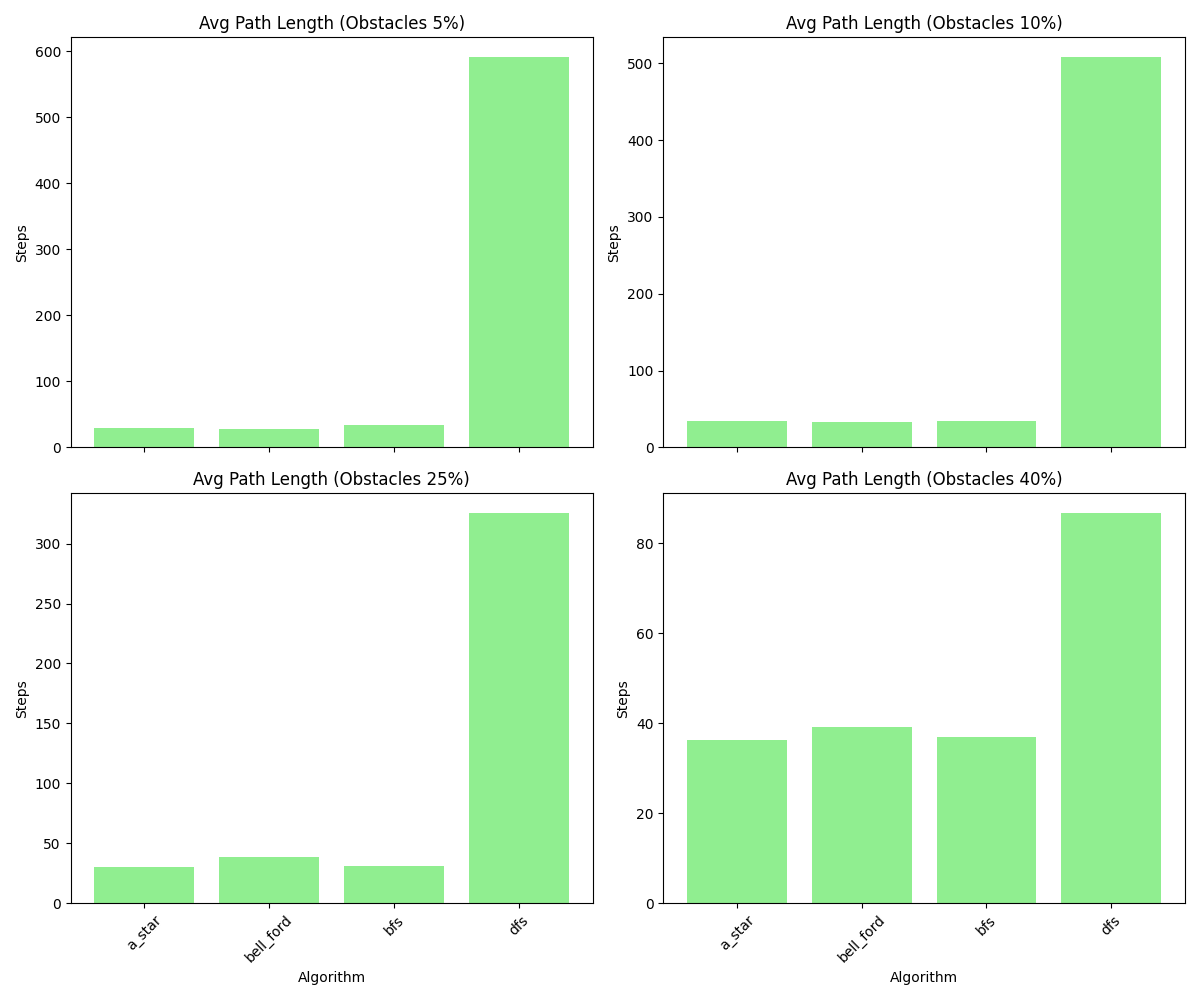 Avg Path Length (Obstacles 5%)
600
500
400
300
200
100
0
Steps
Avg Path Length (Obstacles 10%)
500
400
300
200
100
0
Steps
Avg Path Length (Obstacles 25%)
300
250
200
150
100
50
0
Steps
a_star
bell_ford
bfs
dfs
Algorithm
Avg Path Length (Obstacles 40%)
80
60
40
20
0
Steps
a_star
bell_ford
bfs
dfs
Algorithm